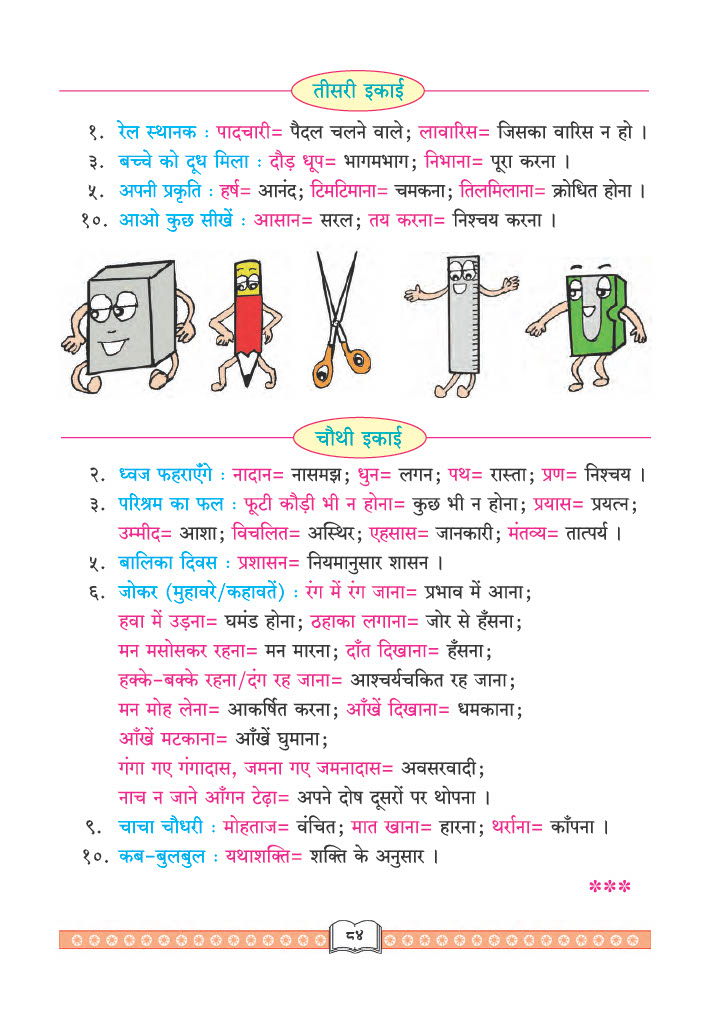 तीसरी इकाई
१. रेल स्थानक : पादचारी= पैदल चलने वाले; लावारिस= जिसका वारिस न हो ।
३. बच्चे को दूध मिला : दौड़ धूप= भागमभाग; निभाना= पूरा करना ।
५. अपनी प्रकृति : हर्ष= आनंद; टिमटिमाना= चमकना; तिलमिलाना= क्रोधित होना ।
१०. आओ कुछ सीखें : आसान= सरल; तय करना= निश्चय करना ।
चौथी इकाई
२. ध्वज फहराएँगे : नादान= नासमझ; धुन= लगन; पथ= रास्ता; प्रण= निश्चय ।
३. परिश्रम का फल : फूटी कौड़ी भी न होना= कुछ भी न होना; प्रयास= प्रयत्न;
उम्मीद= आशा; विचलित= अस्थिर; एहसास= जानकारी; मंतव्य= तात्पर्य ।
५. बालिका दिवस : प्रशासन= नियमानुसार शासन ।
६. जोकर (मुहावरे/कहावतें) : रंग में रंग जाना= प्रभाव में आना;
हवा में उड़ना= घमंड होना; ठहाका लगाना= जोर से हँसना;
मन मसोसकर रहना= मन मारना; दाँत दिखाना= हँसना;
हक्के-बक्के रहना/दंग रह जाना= आश्चर्यचकित रह जाना;
मन मोह लेना= आकर्षित करना; आँखें दिखाना= धमकाना;
आँखें मटकाना= आँखें घुमाना;
गंगा गए गंगादास, जमना गए जमनादास= अवसरवादी;
नाच न जाने आँगन टेढ़ा= अपने दोष दूसरों पर थोपना ।
९. चाचा चौधरी : मोहताज= वंचित; मात खाना= हारना; थर्राना= काँपना ।
१०. कब-बुलबुल : यथाशक्ति= शक्ति के अनुसार ।
***
८४